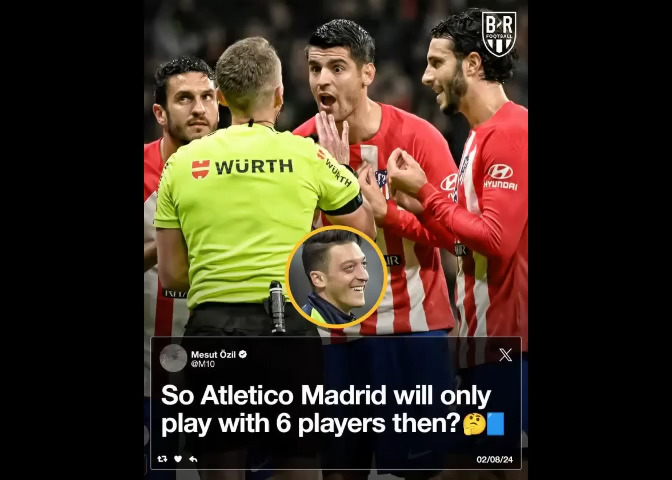 B R
FOOTBALL
WÜRTH
WÜRTH
HYUNDAI
Mesut Özil
@M10
X
So Atletico Madrid will only
play with 6 players then?🤔🟦
02/08/24